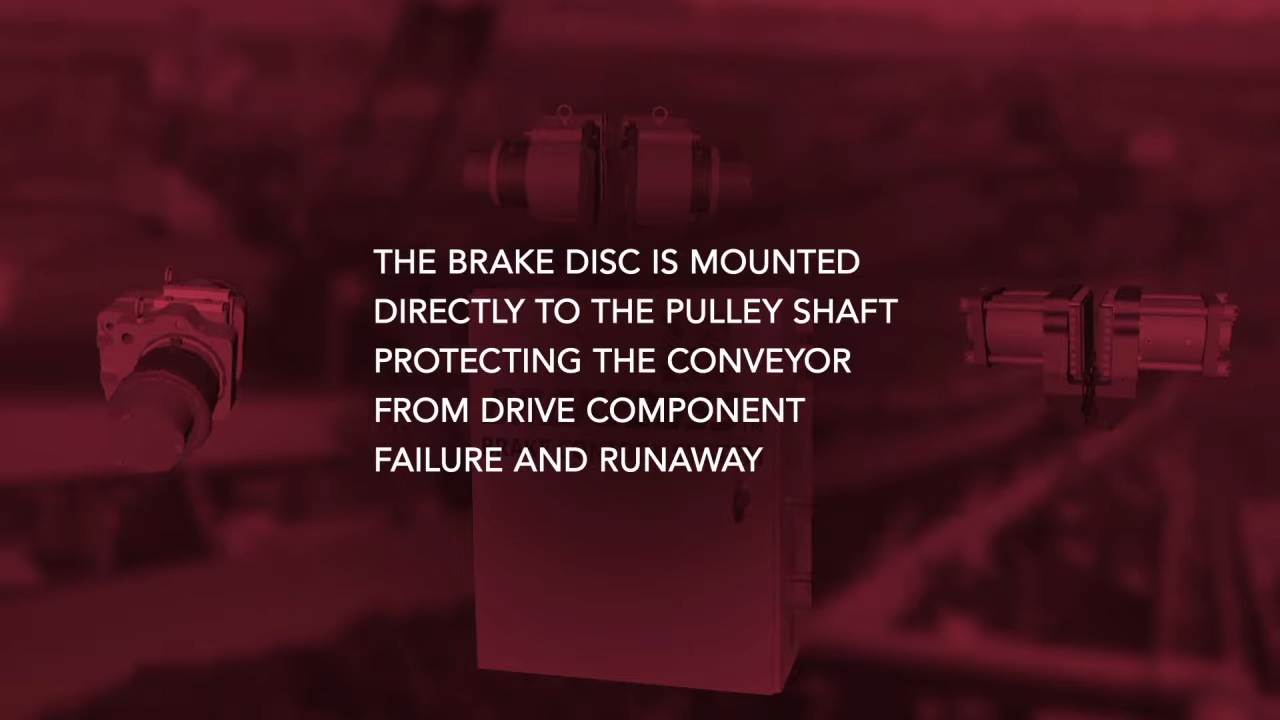 THE BRAKE DISC IS MOUNTED
DIRECTLY TO THE PULLEY SHAFT
PROTECTING THE CONVEYOR
FROM DRIVE COMPONENT
FAILURE AND RUNAWAY